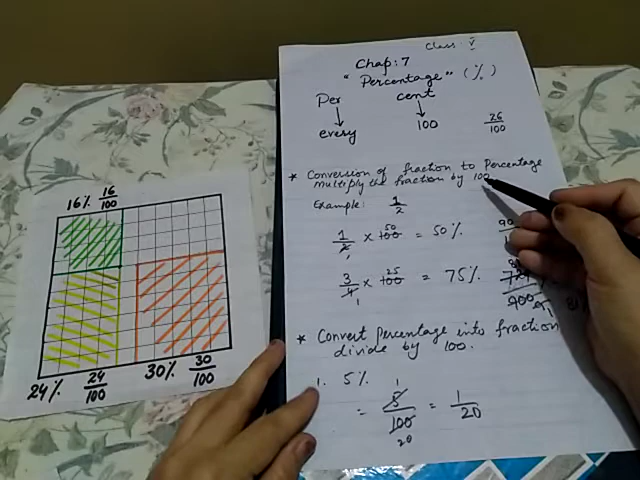 Class V
Chap: 7
"Percentage" (%)
Per cent
every 100
26/100
* Conversion of fraction to Percentage
multiply the fraction by 100
Example: 1/2
1/2 × 100 = 50%
3/4 × 100 = 75%
* Convert Percentage into fraction
divide by 100.
1. 5%
= 5/100 = 1/20
16% 16/100
24% 24/100
30% 30/100